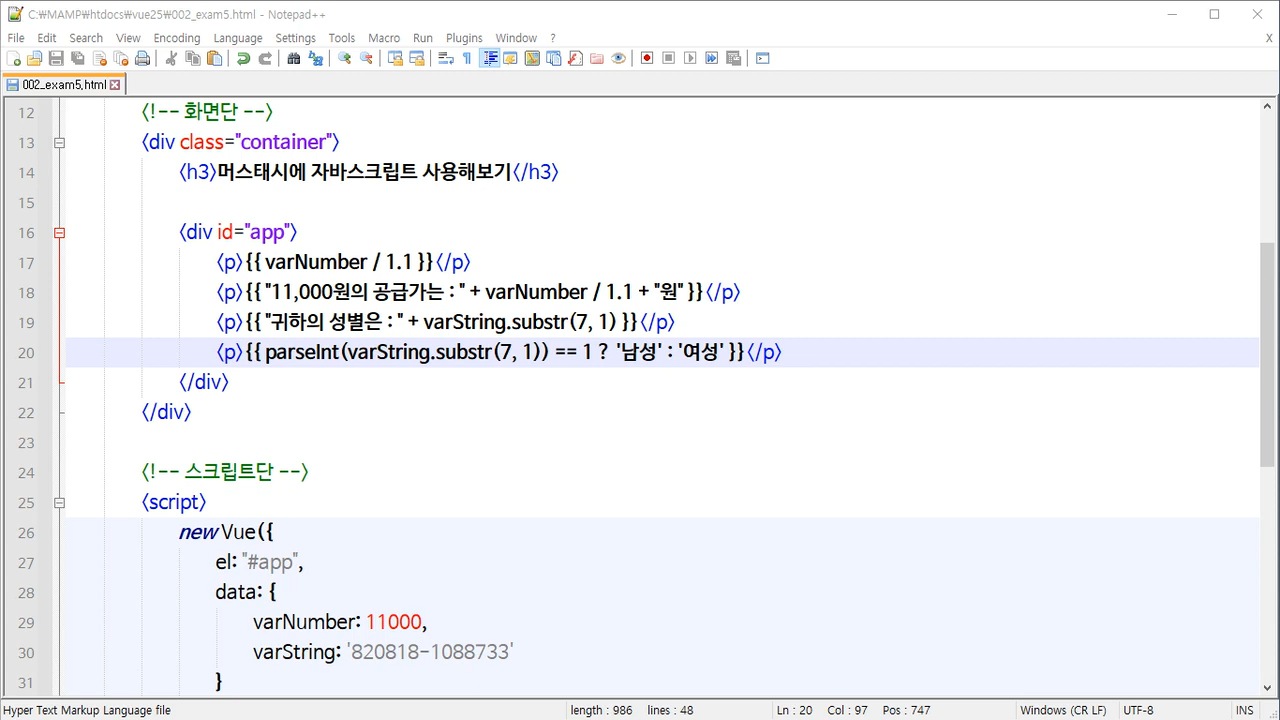 C:₩MAMP₩htdocs₩vue25₩002_exam5.html - Notepad++
File Edit Search View Encoding Language Settings Tools Macro Run Plugins Window ? X
002_exam5.html
12 <!-- 화면단 -->
13 <div class="container">
14 <h3>머스태시에 자바스크립트 사용해보기</h3>
15
16 <div id="app">
17 <p>{{ varNumber / 1.1 }}</p>
18 <p>{{ "11,000원의 공급가는 : " + varNumber / 1.1 + "원" }}</p>
19 <p>{{ "귀하의 성별은 : " + varString.substr(7, 1) }}</p>
20 <p>{{ parseInt(varString.substr(7, 1)) == 1 ? '남성' : '여성' }}</p>
21 </div>
22 </div>
23
24 <!-- 스크립트단 -->
25 <script>
26 new Vue({
27 el: "#app",
28 data: {
29 varNumber: 11000,
30 varString: '820818-1088733'
31 }
Hyper Text Markup Language file length : 986 lines : 48 Ln : 20 Col : 97 Pos : 747 Windows (CR LF) UTF-8 INS